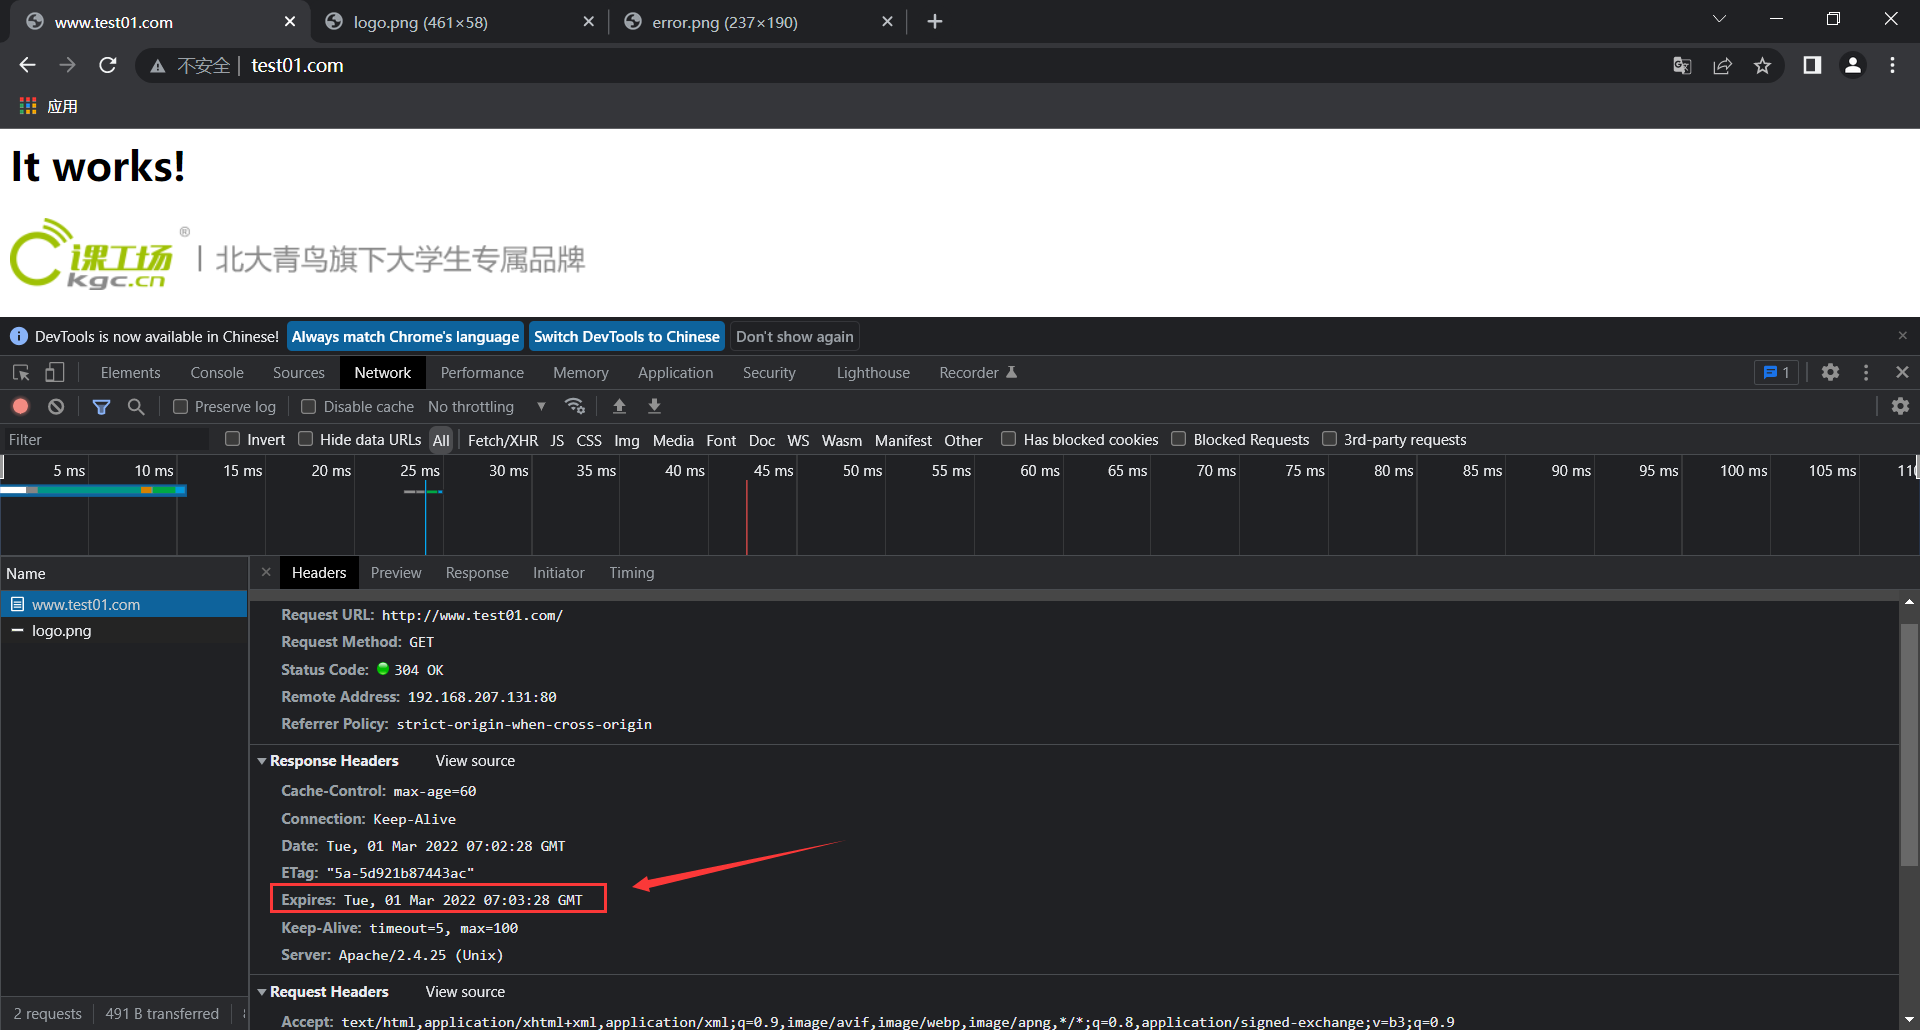 www.test01.com
logo.png (461×58)
error.png (237×190)
不安全 | test01.com
应用
It works!
课工场 ® | 北大青鸟旗下大学生专属品牌
kgc.cn
DevTools is now available in Chinese! Always match Chrome's language Switch DevTools to Chinese Don't show again
Elements Console Sources Network Performance Memory Application Security Lighthouse Recorder 1
Preserve log Disable cache No throttling
Filter Invert Hide data URLs All Fetch/XHR JS CSS Img Media Font Doc WS Wasm Manifest Other Has blocked cookies Blocked Requests 3rd-party requests
5 ms 10 ms 15 ms 20 ms 25 ms 30 ms 35 ms 40 ms 45 ms 50 ms 55 ms 60 ms 65 ms 70 ms 75 ms 80 ms 85 ms 90 ms 95 ms 100 ms 105 ms
Name Headers Preview Response Initiator Timing
www.test01.com
logo.png
Request URL: http://www.test01.com/
Request Method: GET
Status Code: 304 OK
Remote Address: 192.168.207.131:80
Referrer Policy: strict-origin-when-cross-origin
Response Headers View source
Cache-Control: max-age=60
Connection: Keep-Alive
Date: Tue, 01 Mar 2022 07:02:28 GMT
ETag: "5a-5d921b87443ac"
Expires: Tue, 01 Mar 2022 07:03:28 GMT
Keep-Alive: timeout=5, max=100
Server: Apache/2.4.25 (Unix)
Request Headers View source
Accept: text/html,application/xhtml+xml,application/xml;q=0.9,image/avif,image/webp,image/apng,*/*;q=0.8,application/signed-exchange;v=b3;q=0.9
2 requests 491 B transferred